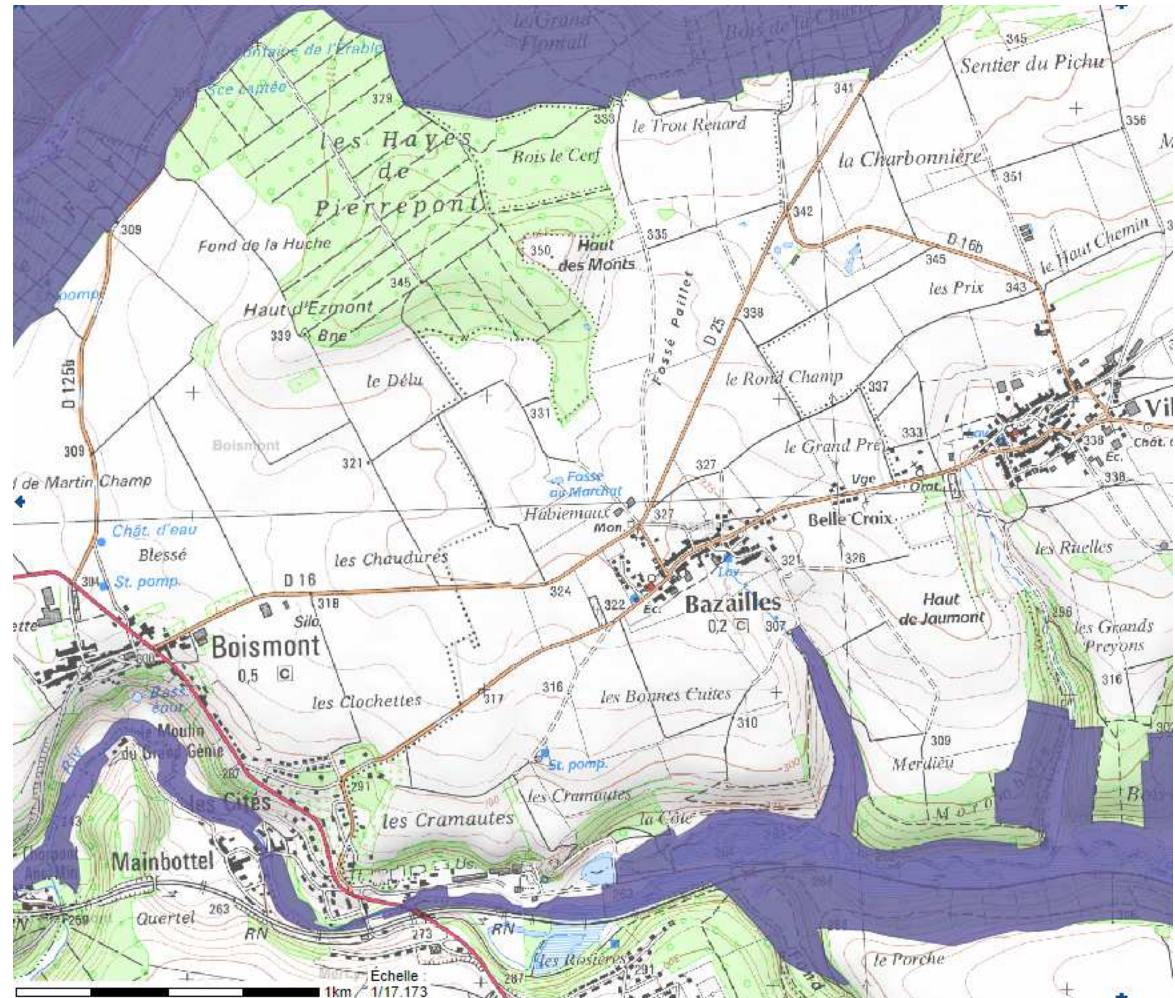 le Grand
Fontaine de l'Erable
Sce captée
Bois de la
345
Sentier du Pichu
329
341
333
le Trou Renard
356
les Hayes
de
Pierrepont
Bois le Cerf
la Charbonnière
351
309
342
Fond de la Huche
350
Haut
des Monts
335
D 16b
345
le Haut Chemin
les Prix
343
345
Haut d'Ezmont
339
Bne
338
D 25
Fossé Paillet
D 125b
le Délu
le Rond Champ
331
337
Boismont
le Grand Pré
333
Vil
309
321
338
Chât.
Ec.
338
d de Martin Champ
327
Fosse
au Marchat
Vge
Orat.
Habiemaux
Mon
327
Belle Croix
Chât. d'eau
Blessé
les Chaudures
les Ruelles
St. pomp.
D 16
324
321
326
304
Lav.
318
Silo
322
Ec.
Bazailles
0,2 C
307
Haut
de Jaumont
296
les Grands
Preyons
Boismont
0,5 C
316
les Clochettes
317
316
les Bonnes Cuites
310
309
Merdieu
le Moulin
du Grand Génie
St. pomp.
287
291
les Cités
les Cramautes
les Cramautes
la Côte
Mainbottel
Us.
263
Quertel
RN
273
RN
les Rosières
291
287
le Porche
Échelle :
1km
1/17,173